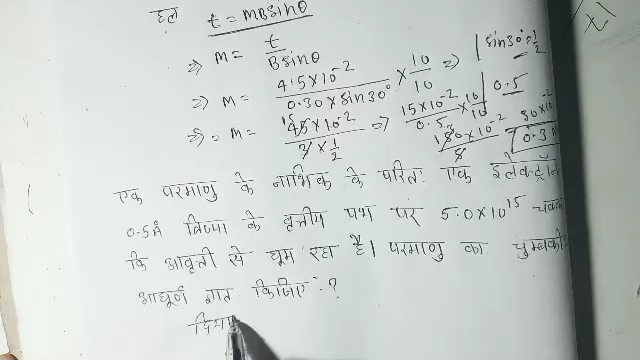 हल t = MBsinθ
⇒ M = t / Bsinθ
⇒ M = 4.5×10⁻² / 0.30 × sin30° × 10/10 ⇒ | sin30° = 1/2
⇒ M = 45×10⁻² / 3 × 1/2 ⇒ 15×10⁻² / 0.5 × 10/10 | 0.5
एक परमाणु के नाभिक के परितः एक इलेक्ट्रॉन
0.5Å त्रिज्या के वृत्तीय पथ पर 5.0×10¹⁵ चक्कर
कि आवृत्ती से घूम रहा है। परमाणु का चुम्बकीय
आघूर्ण ज्ञात किजिए :?
दिया